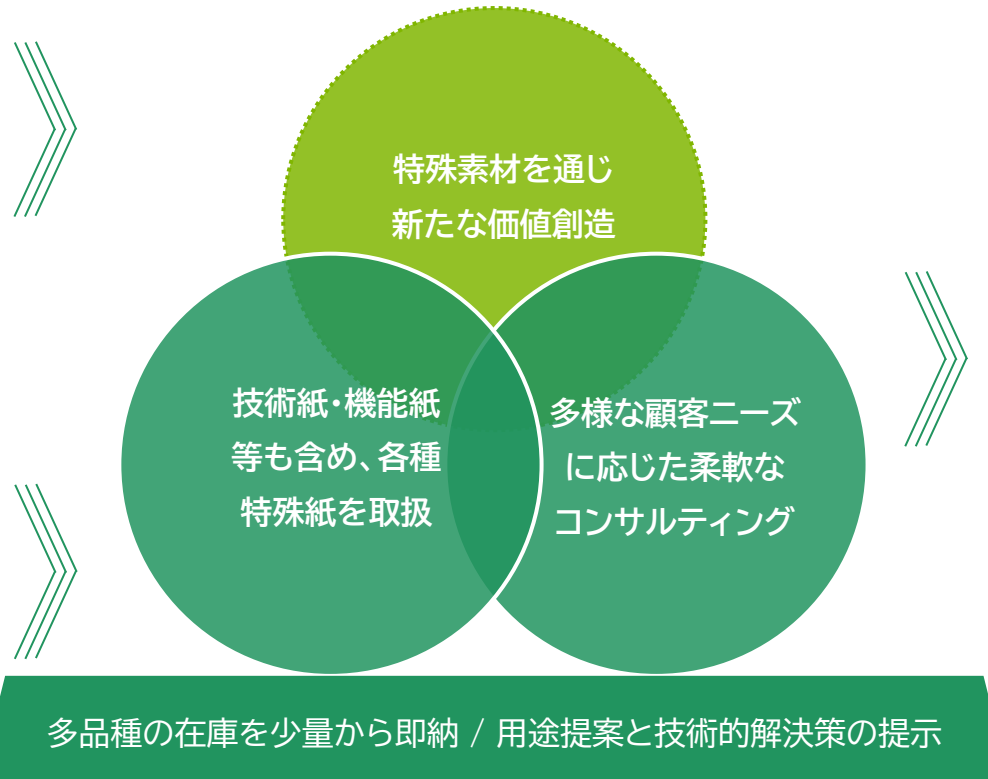 特殊素材を通じ
新たな価値創造
技術紙・機能紙
等も含め、各種
特殊紙を取扱
多様な顧客ニーズ
に応じた柔軟な
コンサルティング
多品種の在庫を少量から即納 / 用途提案と技術的解決策の提示